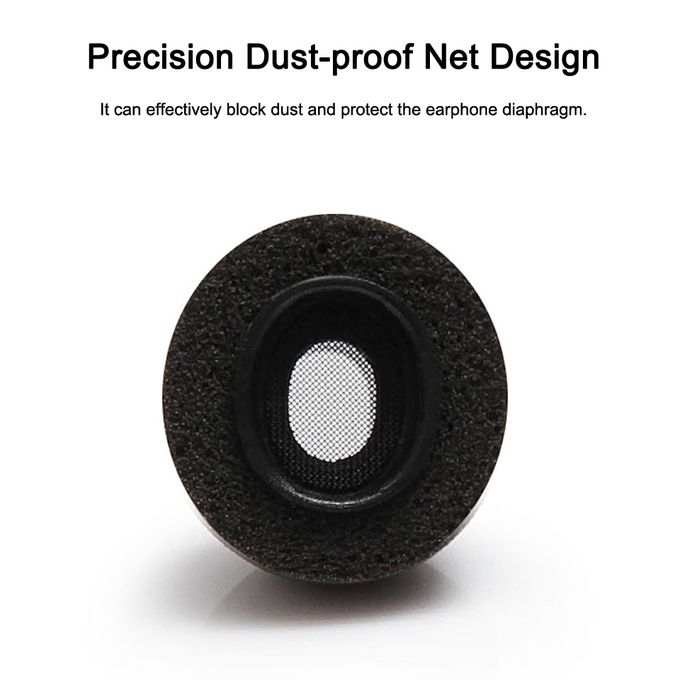 Precision Dust-proof Net Design
It can effectively block dust and protect the earphone diaphragm.